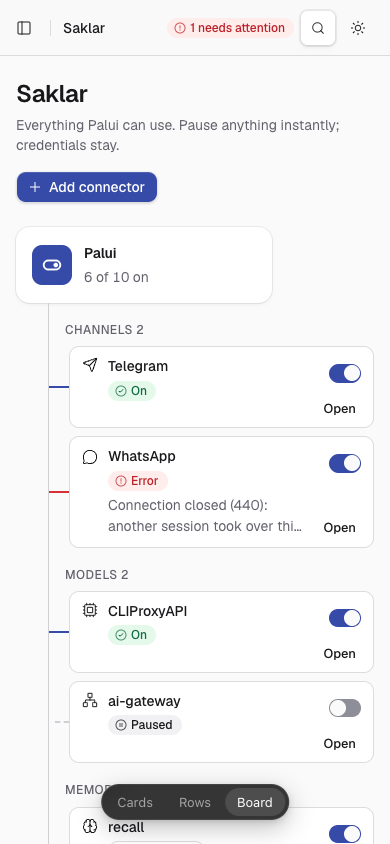 Saklar
1 needs attention
Saklar
Everything Palui can use. Pause anything instantly;
credentials stay.
Add connector
Palui
6 of 10 on
CHANNELS 2
Telegram
On
Open
WhatsApp
Error
Connection closed (440):
another session took over thi…
Open
MODELS 2
CLIProxyAPI
On
Open
ai-gateway
Paused
Open
Cards
Rows
Board
recall